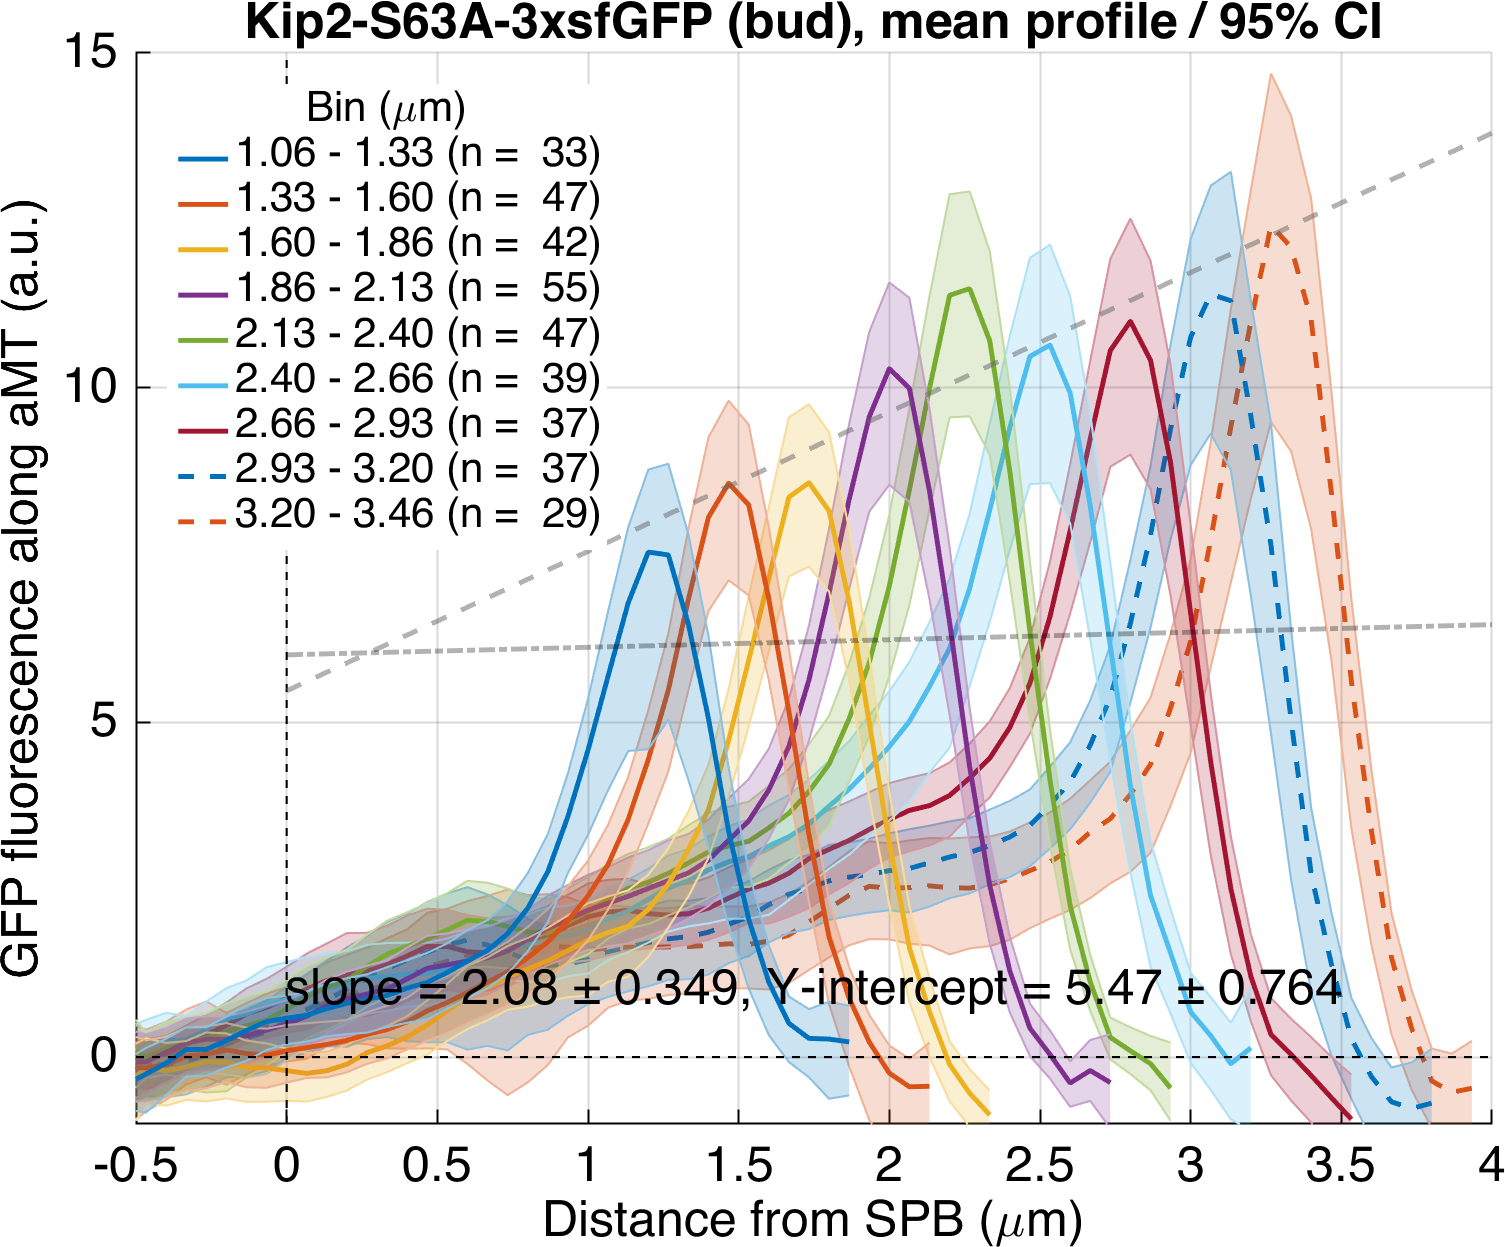 Kip2-S63A-3xsfGFP (bud), mean profile / 95% CI
15
10
5
0
GFP fluorescence along aMT (a.u.)
Bin (μm)
1.06 - 1.33 (n = 33)
1.33 - 1.60 (n = 47)
1.60 - 1.86 (n = 42)
1.86 - 2.13 (n = 55)
2.13 - 2.40 (n = 47)
2.40 - 2.66 (n = 39)
2.66 - 2.93 (n = 37)
2.93 - 3.20 (n = 37)
3.20 - 3.46 (n = 29)
slope = 2.08 ± 0.349, Y-intercept = 5.47 ± 0.764
-0.5 0 0.5 1 1.5 2 2.5 3 3.5 4
Distance from SPB (μm)